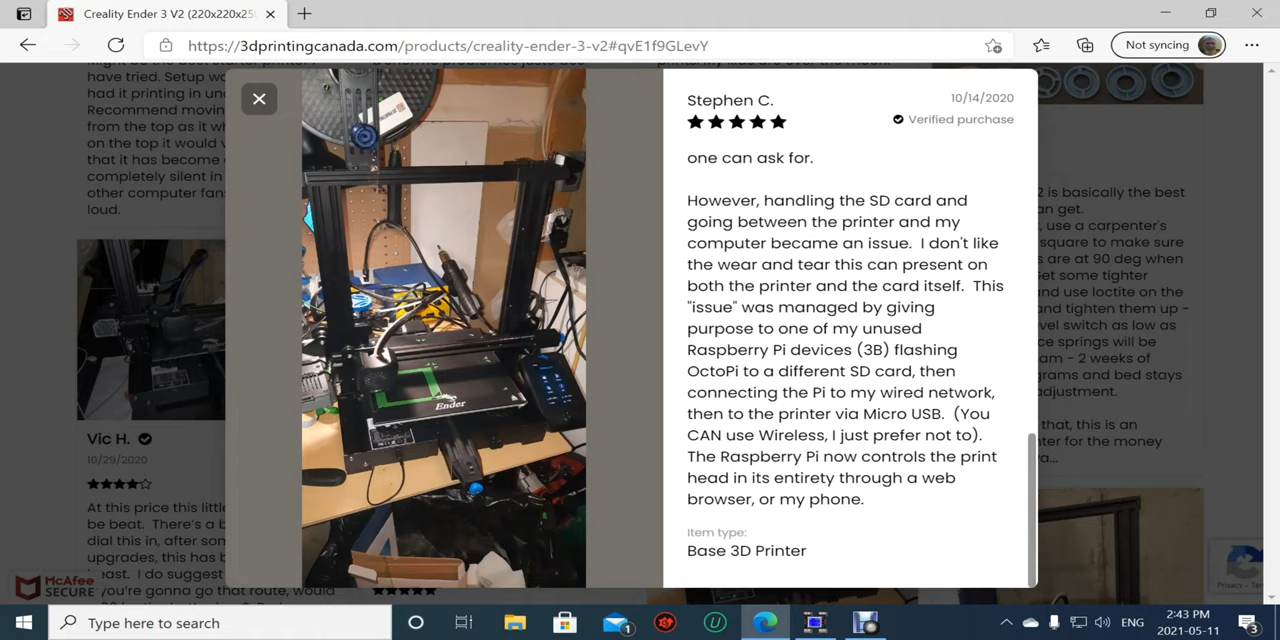 Creality Ender 3 V2 (220x220x25
https://3dprintingcanada.com/products/creality-ender-3-v2#qvE1f9GLevY
Not syncing
have tried. Setup wa
had it printing in un
Recommend movin
from the top as it wh
on the top it would v
that it has become
completely silent in
other computer fan
loud.
Vic H.
10/29/2020
At this price this little
be beat. There's a b
dial this in, after som
upgrades, this has b
east. I do suggest
you're gonna go that route, would
McAfee
SECURE
Ender
Stephen C.
10/14/2020
Verified purchase
one can ask for.
However, handling the SD card and
going between the printer and my
computer became an issue. I don't like
the wear and tear this can present on
both the printer and the card itself. This
"issue" was managed by giving
purpose to one of my unused
Raspberry Pi devices (3B) flashing
OctoPi to a different SD card, then
connecting the Pi to my wired network,
then to the printer via Micro USB. (You
CAN use Wireless, I just prefer not to).
The Raspberry Pi now controls the print
head in its entirety through a web
browser, or my phone.
Item type:
Base 3D Printer
2 is basically the best
an get.
, use a carpenter's
square to make sure
s are at 90 deg when
Get some tighter
and use loctite on the
and tighten them up -
evel switch as low as
ce springs will be
am - 2 weeks of
grams and bed stays
adjustment.
that, this is an
nter for the money
va...
Privacy - Ter
Type here to search
1
ENG
2:43 PM
2021-05-11
3